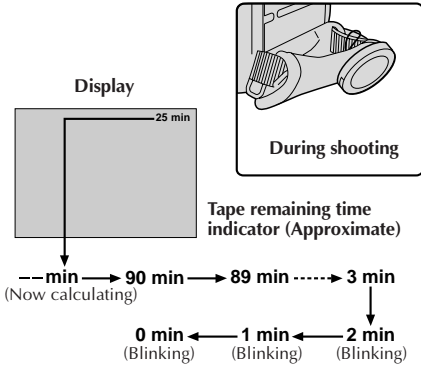 Display
25 min
During shooting
Tape remaining time
indicator (Approximate)
– – min 90 min 89 min 3 min
(Now calculating)
0 min 1 min 2 min
(Blinking) (Blinking) (Blinking)